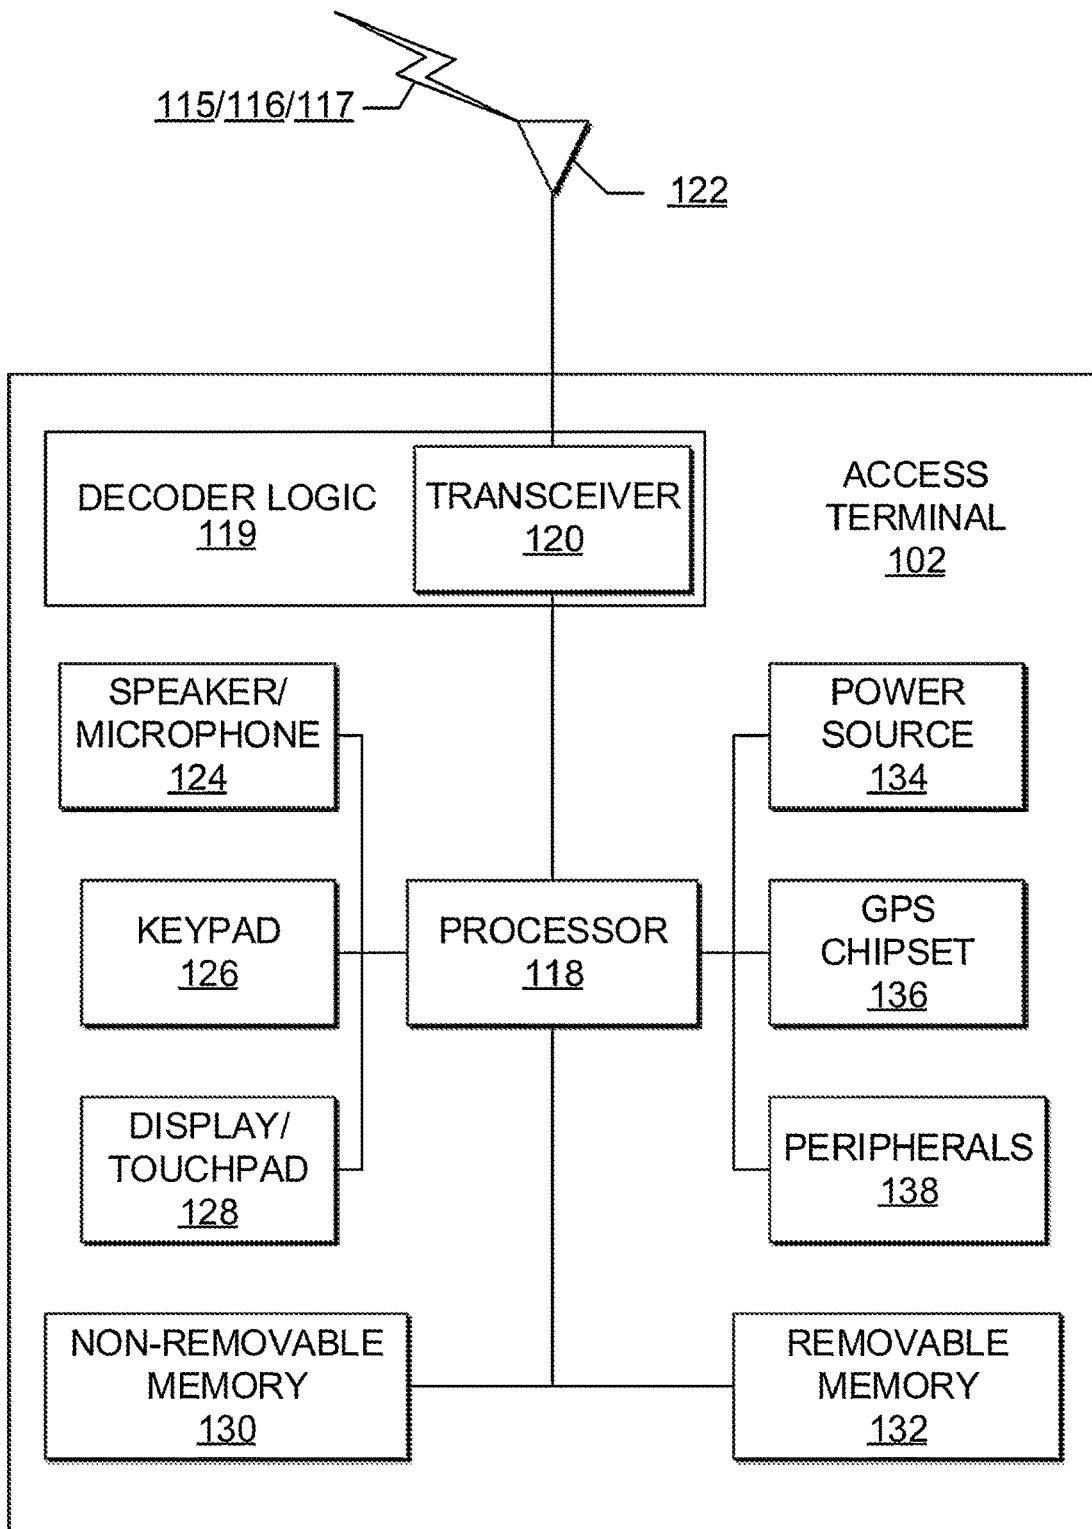 115/116/117
122
DECODER LOGIC
119
TRANSCEIVER
120
ACCESS
TERMINAL
102
SPEAKER/
MICROPHONE
124
POWER
SOURCE
134
KEYPAD
126
PROCESSOR
118
GPS
CHIPSET
136
DISPLAY/
TOUCHPAD
128
PERIPHERALS
138
NON-REMOVABLE
MEMORY
130
REMOVABLE
MEMORY
132